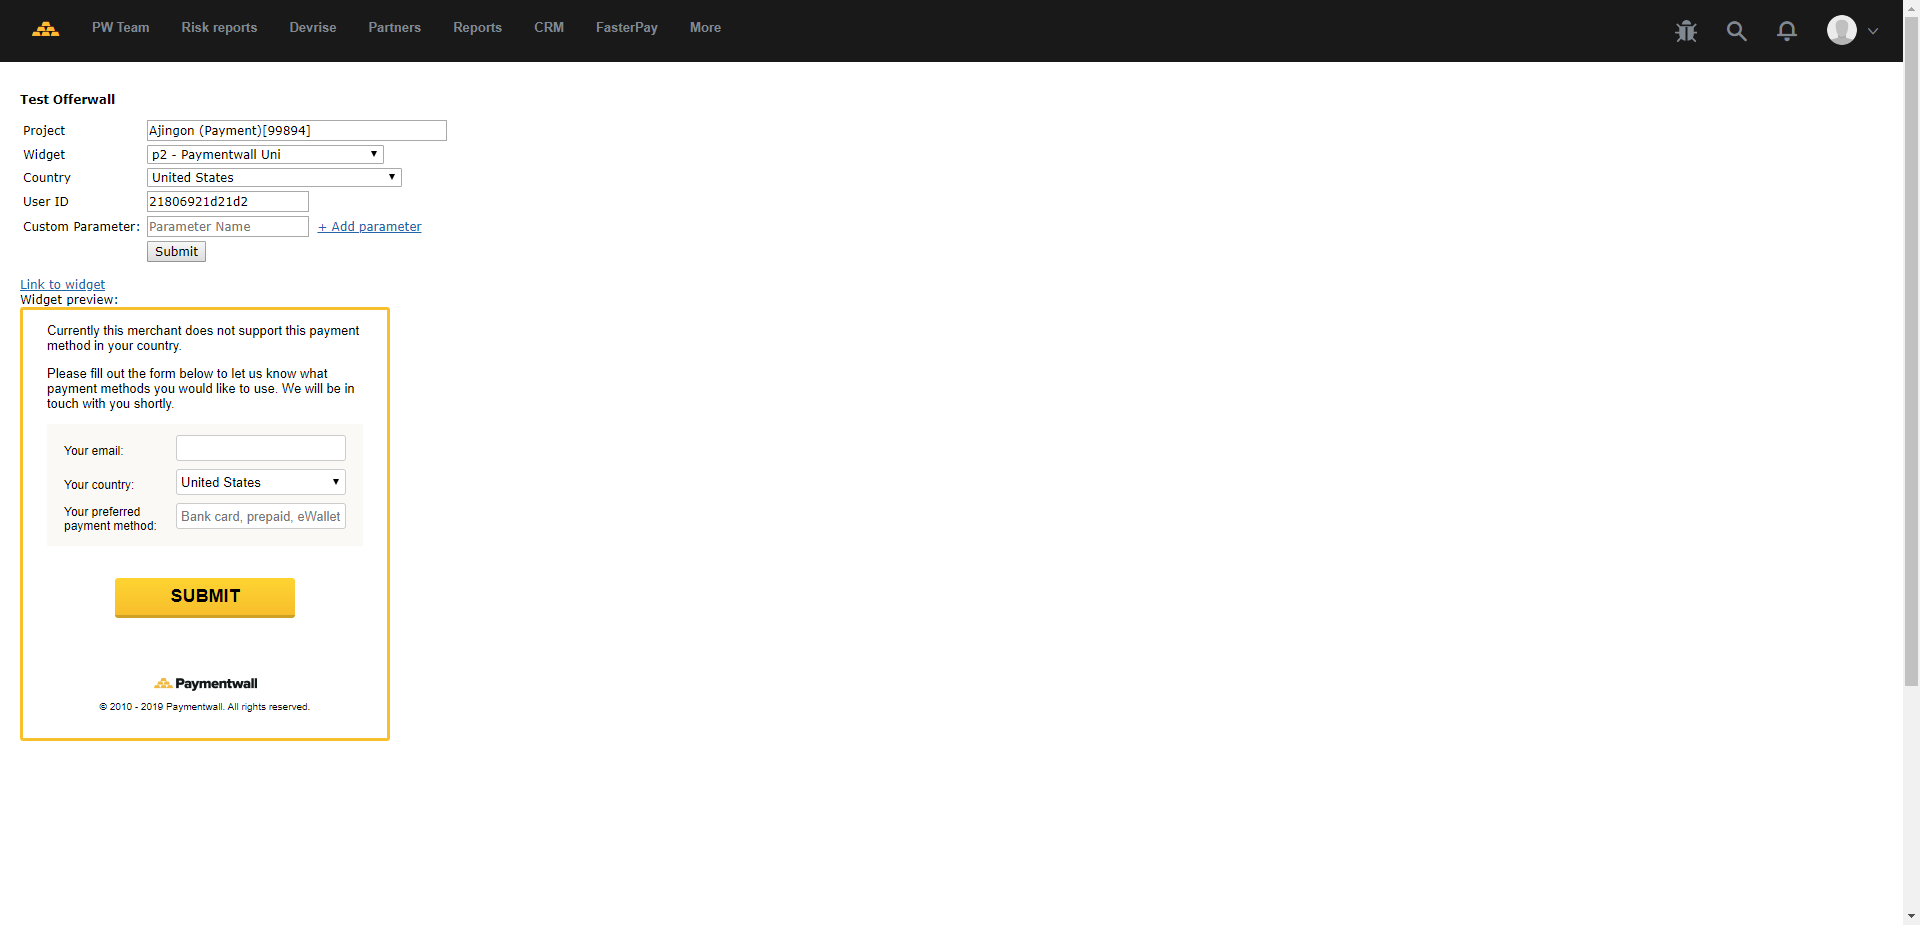 PW Team Risk reports Devrise Partners Reports CRM FasterPay More
Test Offerwall
Project Ajingon (Payment)[99894]
Widget p2 - Paymentwall Uni
Country United States
User ID 21806921d21d2
Custom Parameter: Parameter Name + Add parameter
Submit
Link to widget
Widget preview:
Currently this merchant does not support this payment
method in your country.
Please fill out the form below to let us know what
payment methods you would like to use. We will be in
touch with you shortly.
Your email:
Your country: United States
Your preferred
payment method: Bank card, prepaid, eWallet
SUBMIT
Paymentwall
© 2010 - 2019 Paymentwall. All rights reserved.